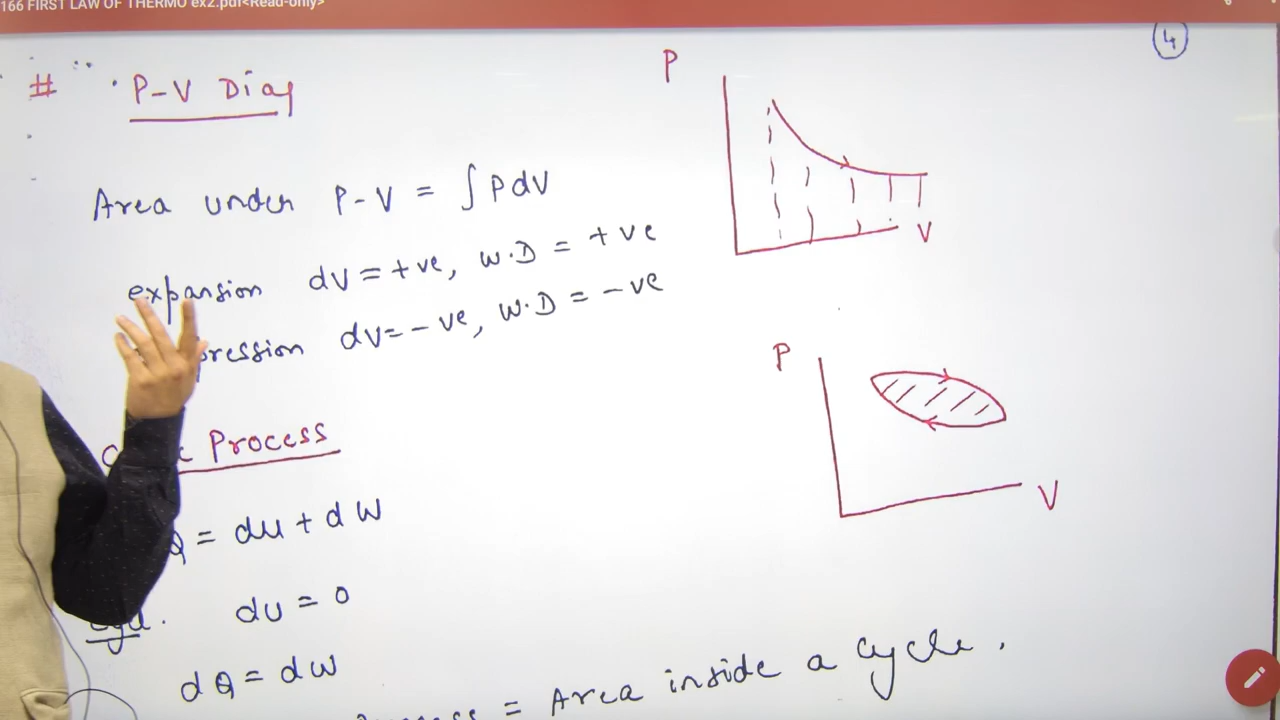 166 FIRST LAW OF THERMO ex2.pdf<Read-only>
4
# P-V Diag
Area under P-V = ∫PdV
expansion dV = +ve, W.D = +ve
pression dV = -ve, W.D = -ve
Process
= du + dW
Cycl. dU = 0
dQ = dW
= Area inside a cycle.
P
V
P
V